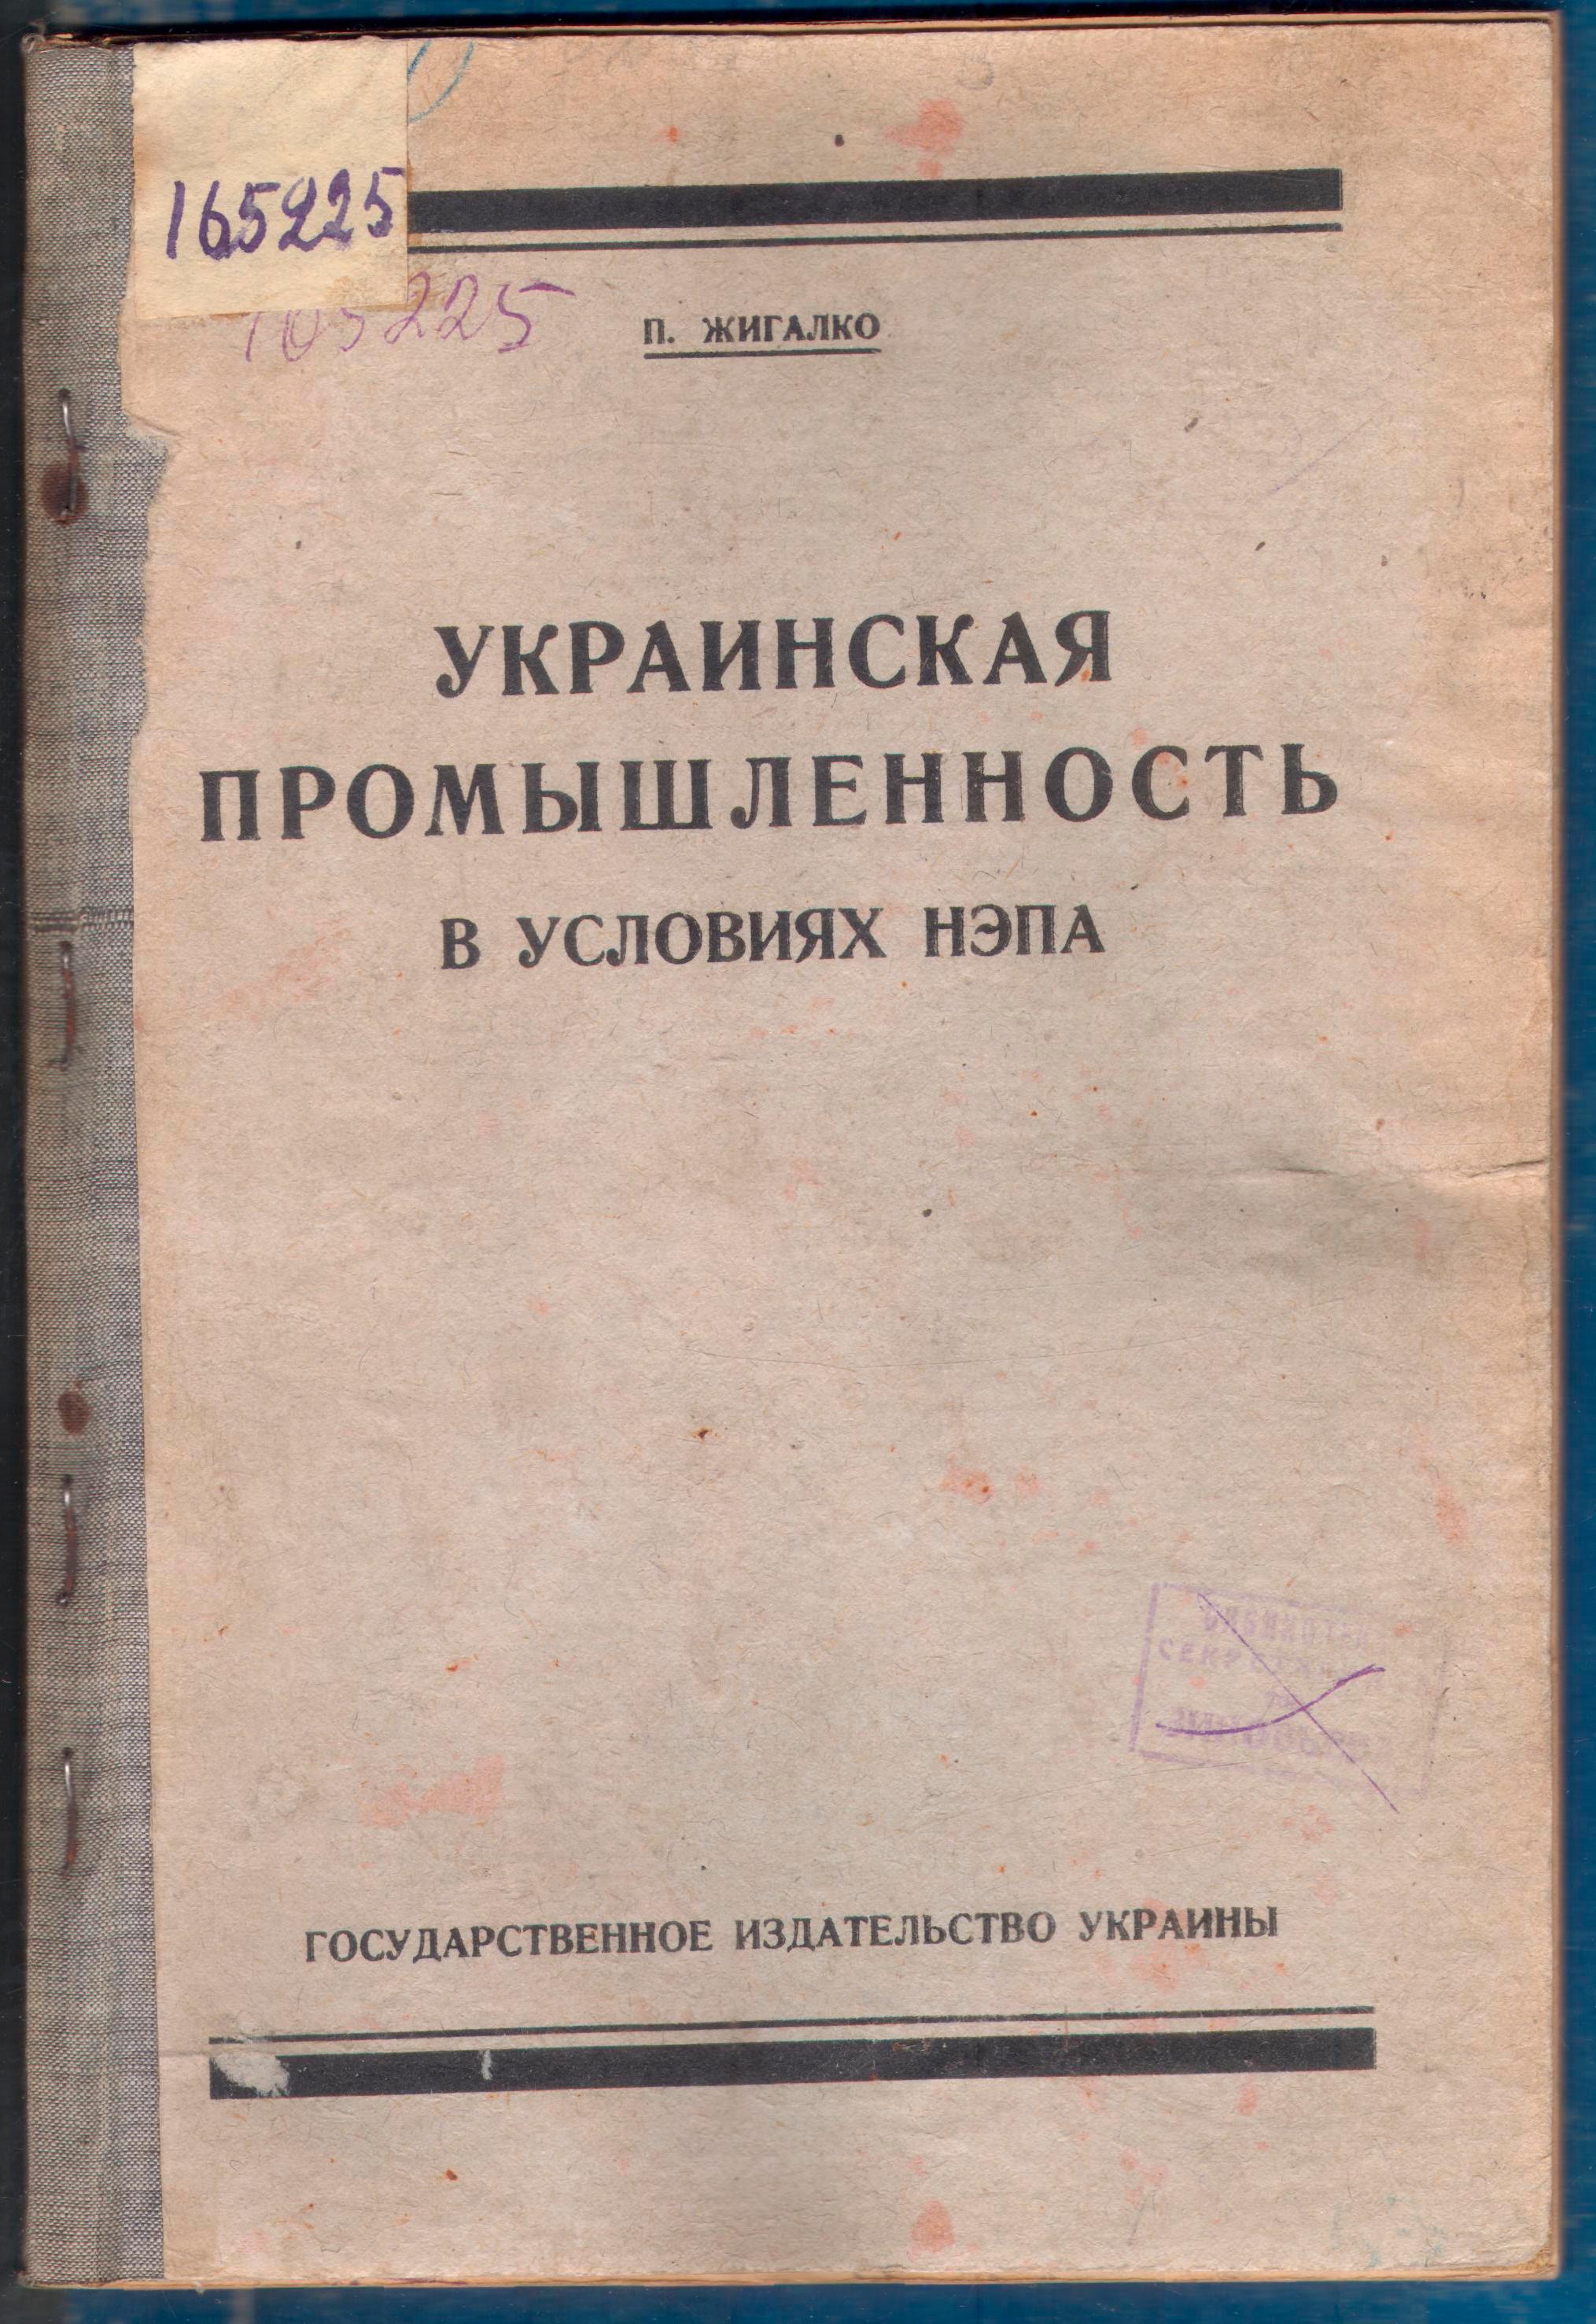 165225
165225
П. ЖИГАЛКО
УКРАИНСКАЯ
ПРОМЫШЛЕННОСТЬ
В УСЛОВИЯХ НЭПА
ГОСУДАРСТВЕННОЕ ИЗДАТЕЛЬСТВО УКРАИНЫ